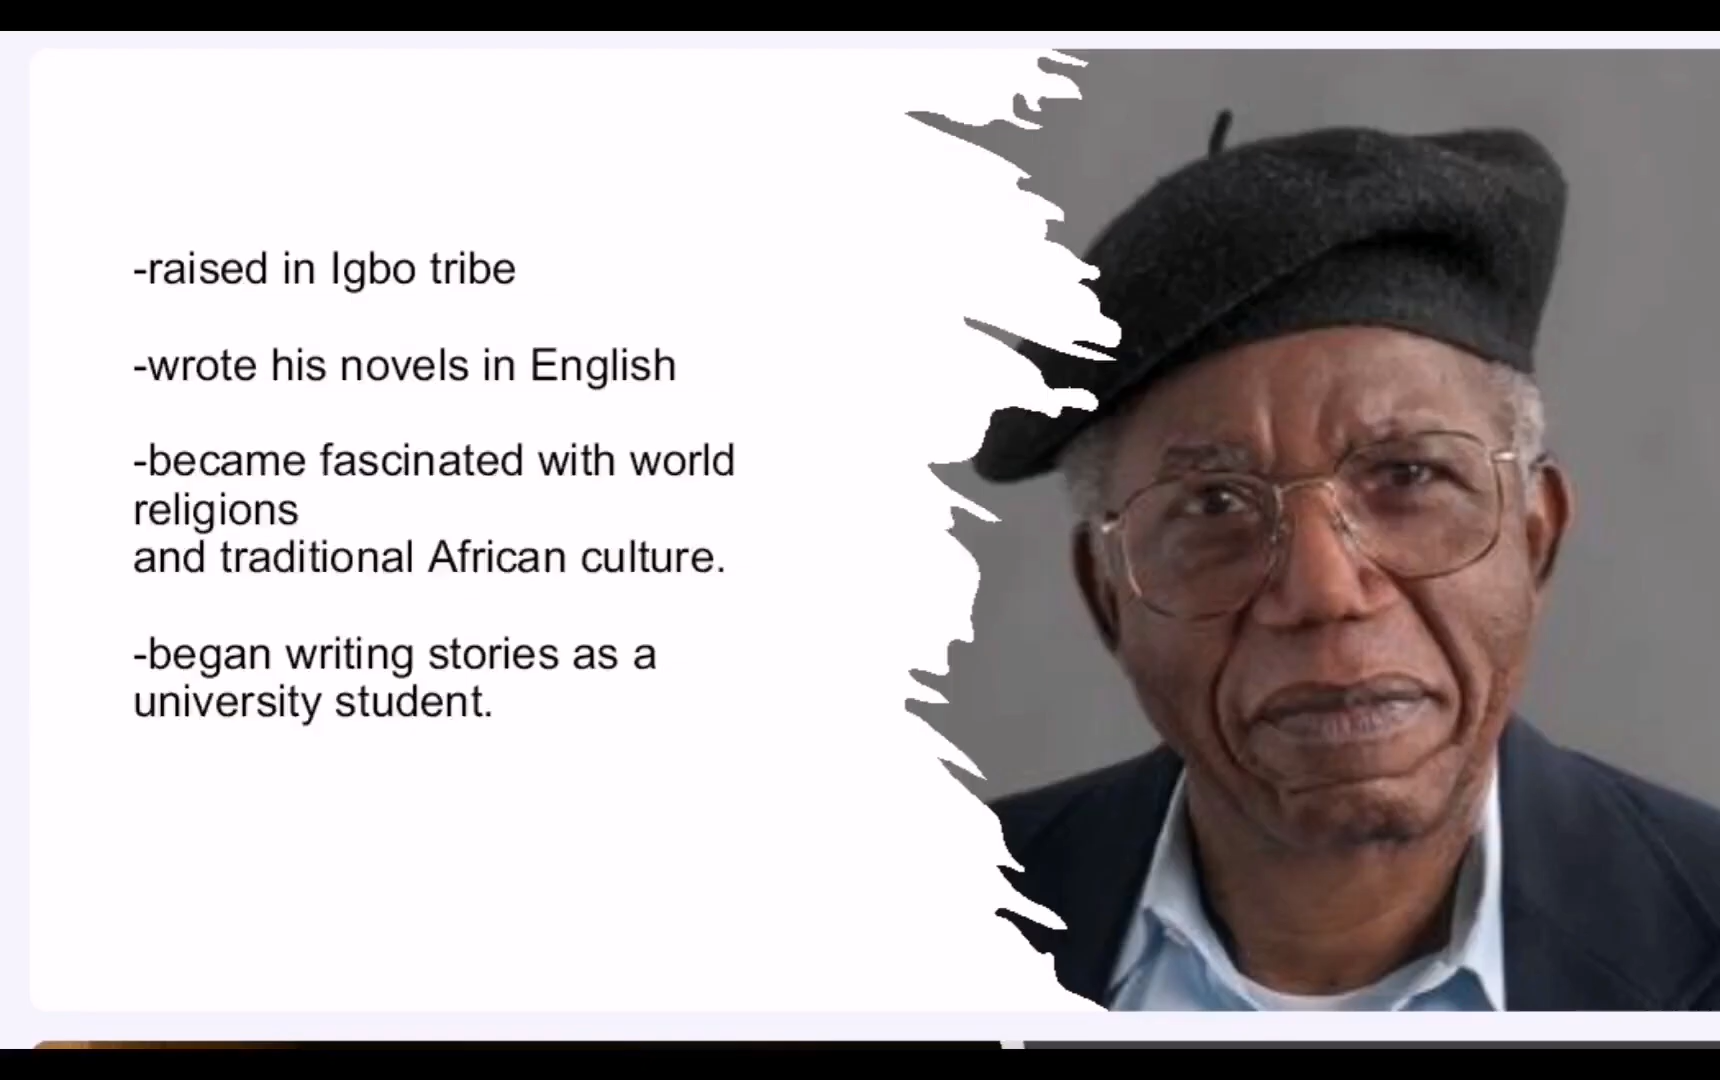 -raised in Igbo tribe
-wrote his novels in English
-became fascinated with world
religions
and traditional African culture.
-began writing stories as a
university student.